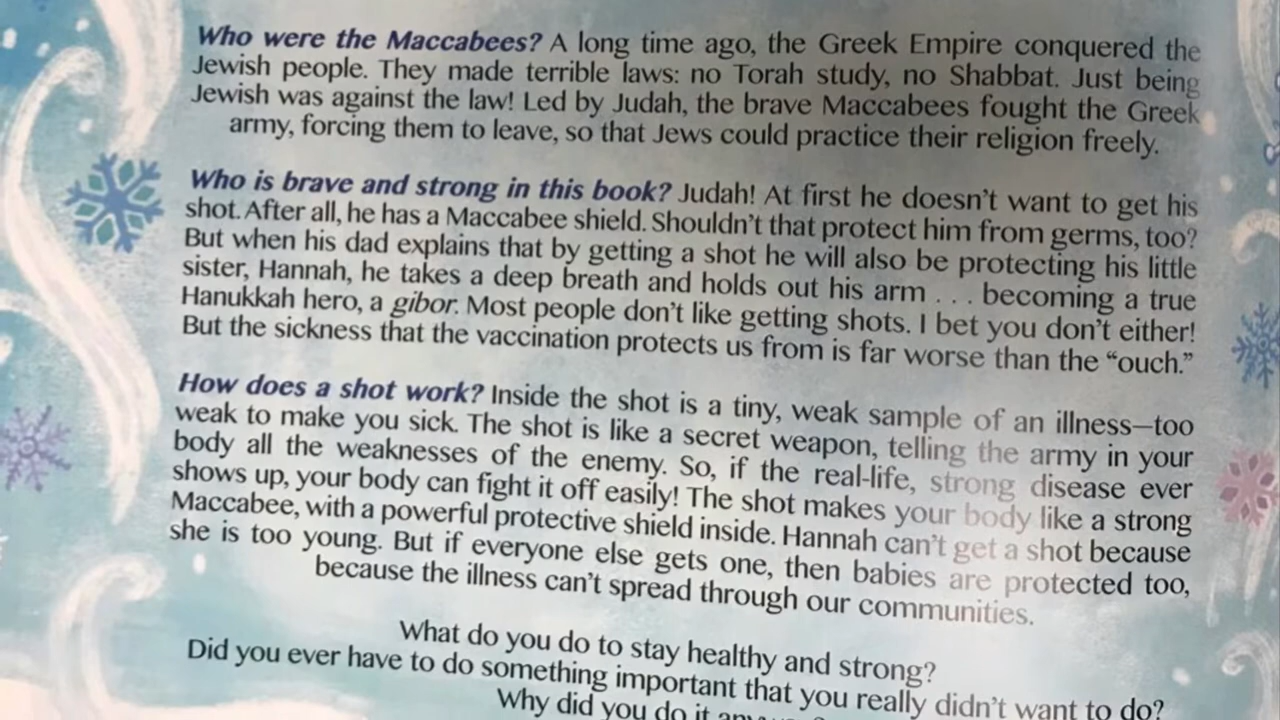 Who were the Maccabees? A long time ago, the Greek Empire conquered the
Jewish people. They made terrible laws: no Torah study, no Shabbat. Just being
Jewish was against the law! Led by Judah, the brave Maccabees fought the Greek
army, forcing them to leave, so that Jews could practice their religion freely.
Who is brave and strong in this book? Judah! At first he doesn't want to get his
shot. After all, he has a Maccabee shield. Shouldn't that protect him from germs, too?
But when his dad explains that by getting a shot he will also be protecting his little
sister, Hannah, he takes a deep breath and holds out his arm . . . becoming a true
Hanukkah hero, a gibor. Most people don't like getting shots. I bet you don't either!
But the sickness that the vaccination protects us from is far worse than the “ouch.”
How does a shot work? Inside the shot is a tiny, weak sample of an illness—too
weak to make you sick. The shot is like a secret weapon, telling the army in your
body all the weaknesses of the enemy. So, if the real-life, strong disease ever
shows up, your body can fight it off easily! The shot makes your body like a strong
Maccabee, with a powerful protective shield inside. Hannah can't get a shot because
she is too young. But if everyone else gets one, then babies are protected too,
because the illness can't spread through our communities.
What do you do to stay healthy and strong?
Did you ever have to do something important that you really didn't want to do?
Why did you do it